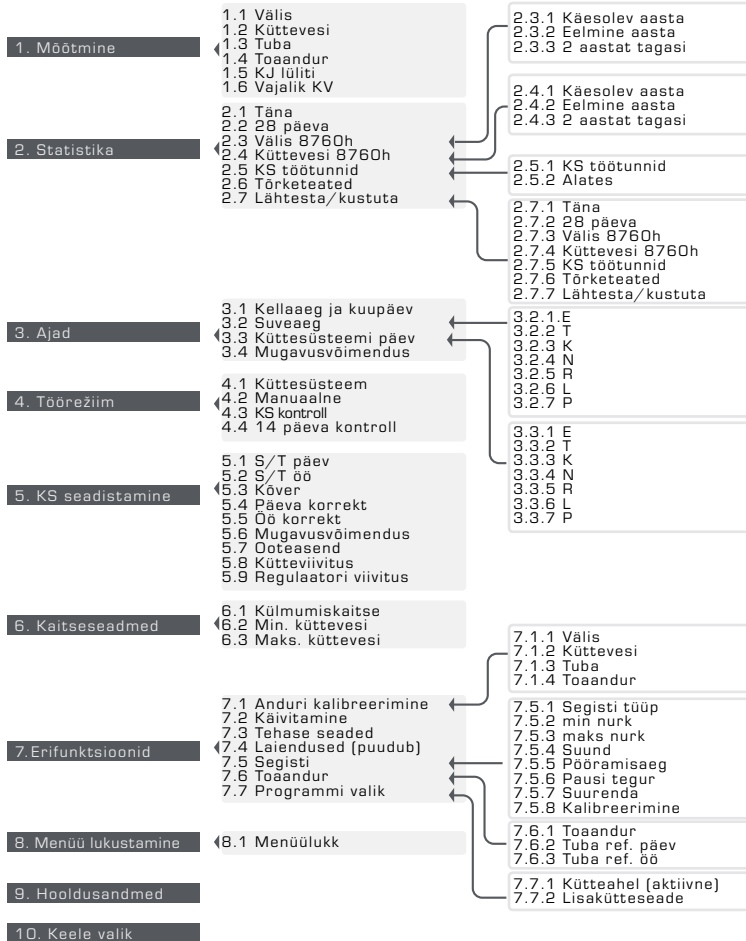 1. Mõõtmine
1.1 Välis
1.2 Küttevesi
1.3 Tuba
1.4 Toaandur
1.5 KJ lüliti
1.6 Vajalik KV
2. Statistika
2.1 Täna
2.2 28 päeva
2.3 Välis 8760h
2.4 Küttevesi 8760h
2.5 KS töötunnid
2.6 Tõrketeated
2.7 Lähtesta/kustuta
2.3.1 Käesolev aasta
2.3.2 Eelmine aasta
2.3.3 2 aastat tagasi
2.4.1 Käesolev aasta
2.4.2 Eelmine aasta
2.4.3 2 aastat tagasi
2.5.1 KS töötunnid
2.5.2 Alates
2.7.1 Täna
2.7.2 28 päeva
2.7.3 Välis 8760h
2.7.4 Küttevesi 8760h
2.7.5 KS töötunnid
2.7.6 Tõrketeated
2.7.7 Lähtesta/kustuta
3. Ajad
3.1 Kellaaeg ja kuupäev
3.2 Suveaeg
3.3 Küttesüsteemi päev
3.4 Mugavusvõimendus
3.2.1.E
3.2.2 T
3.2.3 K
3.2.4 N
3.2.5 R
3.2.6 L
3.2.7 P
3.3.1 E
3.3.2 T
3.3.3 K
3.3.4 N
3.3.5 R
3.3.6 L
3.3.7 P
4. Töörežiim
4.1 Küttesüsteem
4.2 Manuaalne
4.3 KS kontroll
4.4 14 päeva kontroll
5. KS seadistamine
5.1 S/T päev
5.2 S/T öö
5.3 Kõver
5.4 Päeva korrekt
5.5 Öö korrekt
5.6 Mugavusvõimendus
5.7 Ooteasend
5.8 Kütteviivitus
5.9 Regulaatori viivitus
6. Kaitseseadmed
6.1 Külmumiskaitse
6.2 Min. küttevesi
6.3 Maks. küttevesi
7.Erifunktsioonid
7.1 Anduri kalibreerimine
7.2 Käivitamine
7.3 Tehase seaded
7.4 Laiendused (puudub)
7.5 Segisti
7.6 Toaandur
7.7 Programmi valik
7.1.1 Välis
7.1.2 Küttevesi
7.1.3 Tuba
7.1.4 Toaandur
7.5.1 Segisti tüüp
7.5.2 min nurk
7.5.3 maks nurk
7.5.4 Suund
7.5.5 Pööramisaeg
7.5.6 Pausi tegur
7.5.7 Suurenda
7.5.8 Kalibreerimine
7.6.1 Toaandur
7.6.2 Tuba ref. päev
7.6.3 Tuba ref. öö
7.7.1 Kütteahel (aktiivne)
7.7.2 Lisakütteseade
8. Menüü lukustamine
8.1 Menüülukk
9. Hooldusandmed
10. Keele valik